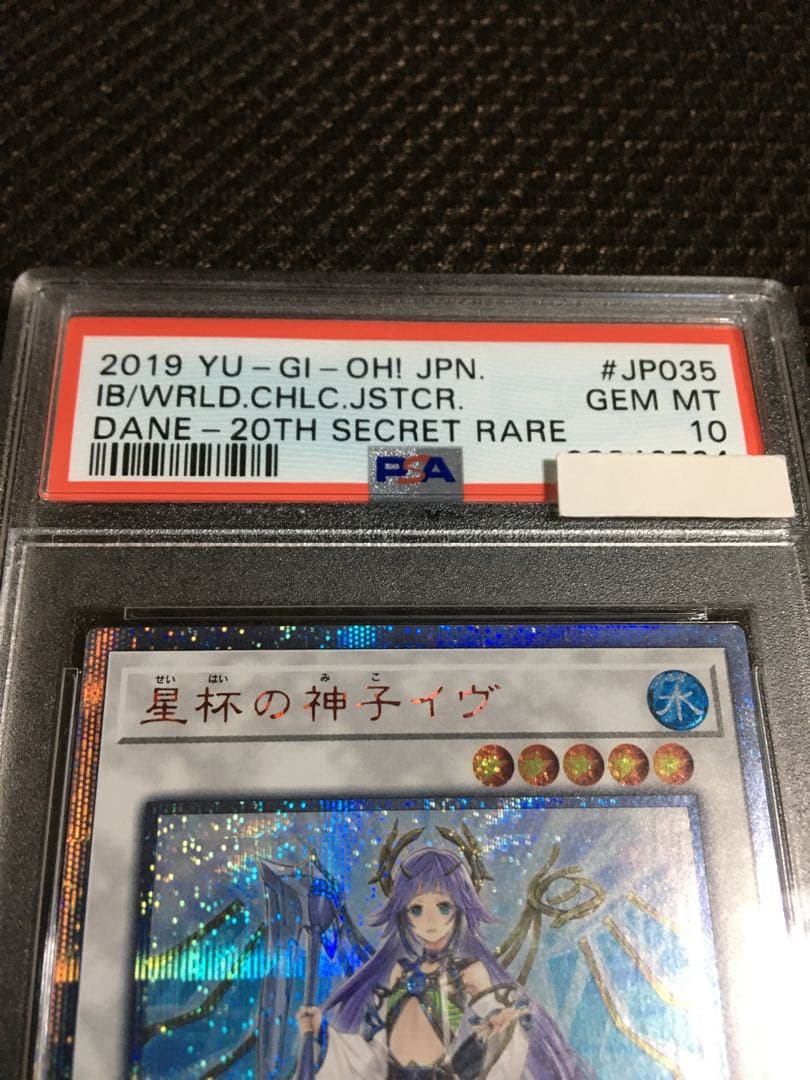 2019 YU-GI-OH! JPN. #JP035
IB/WRLD.CHLC.JSTCR. GEM MT
DANE-20TH SECRET RARE 10
PSA
せい はい み こ
星杯の神子イヴ 水